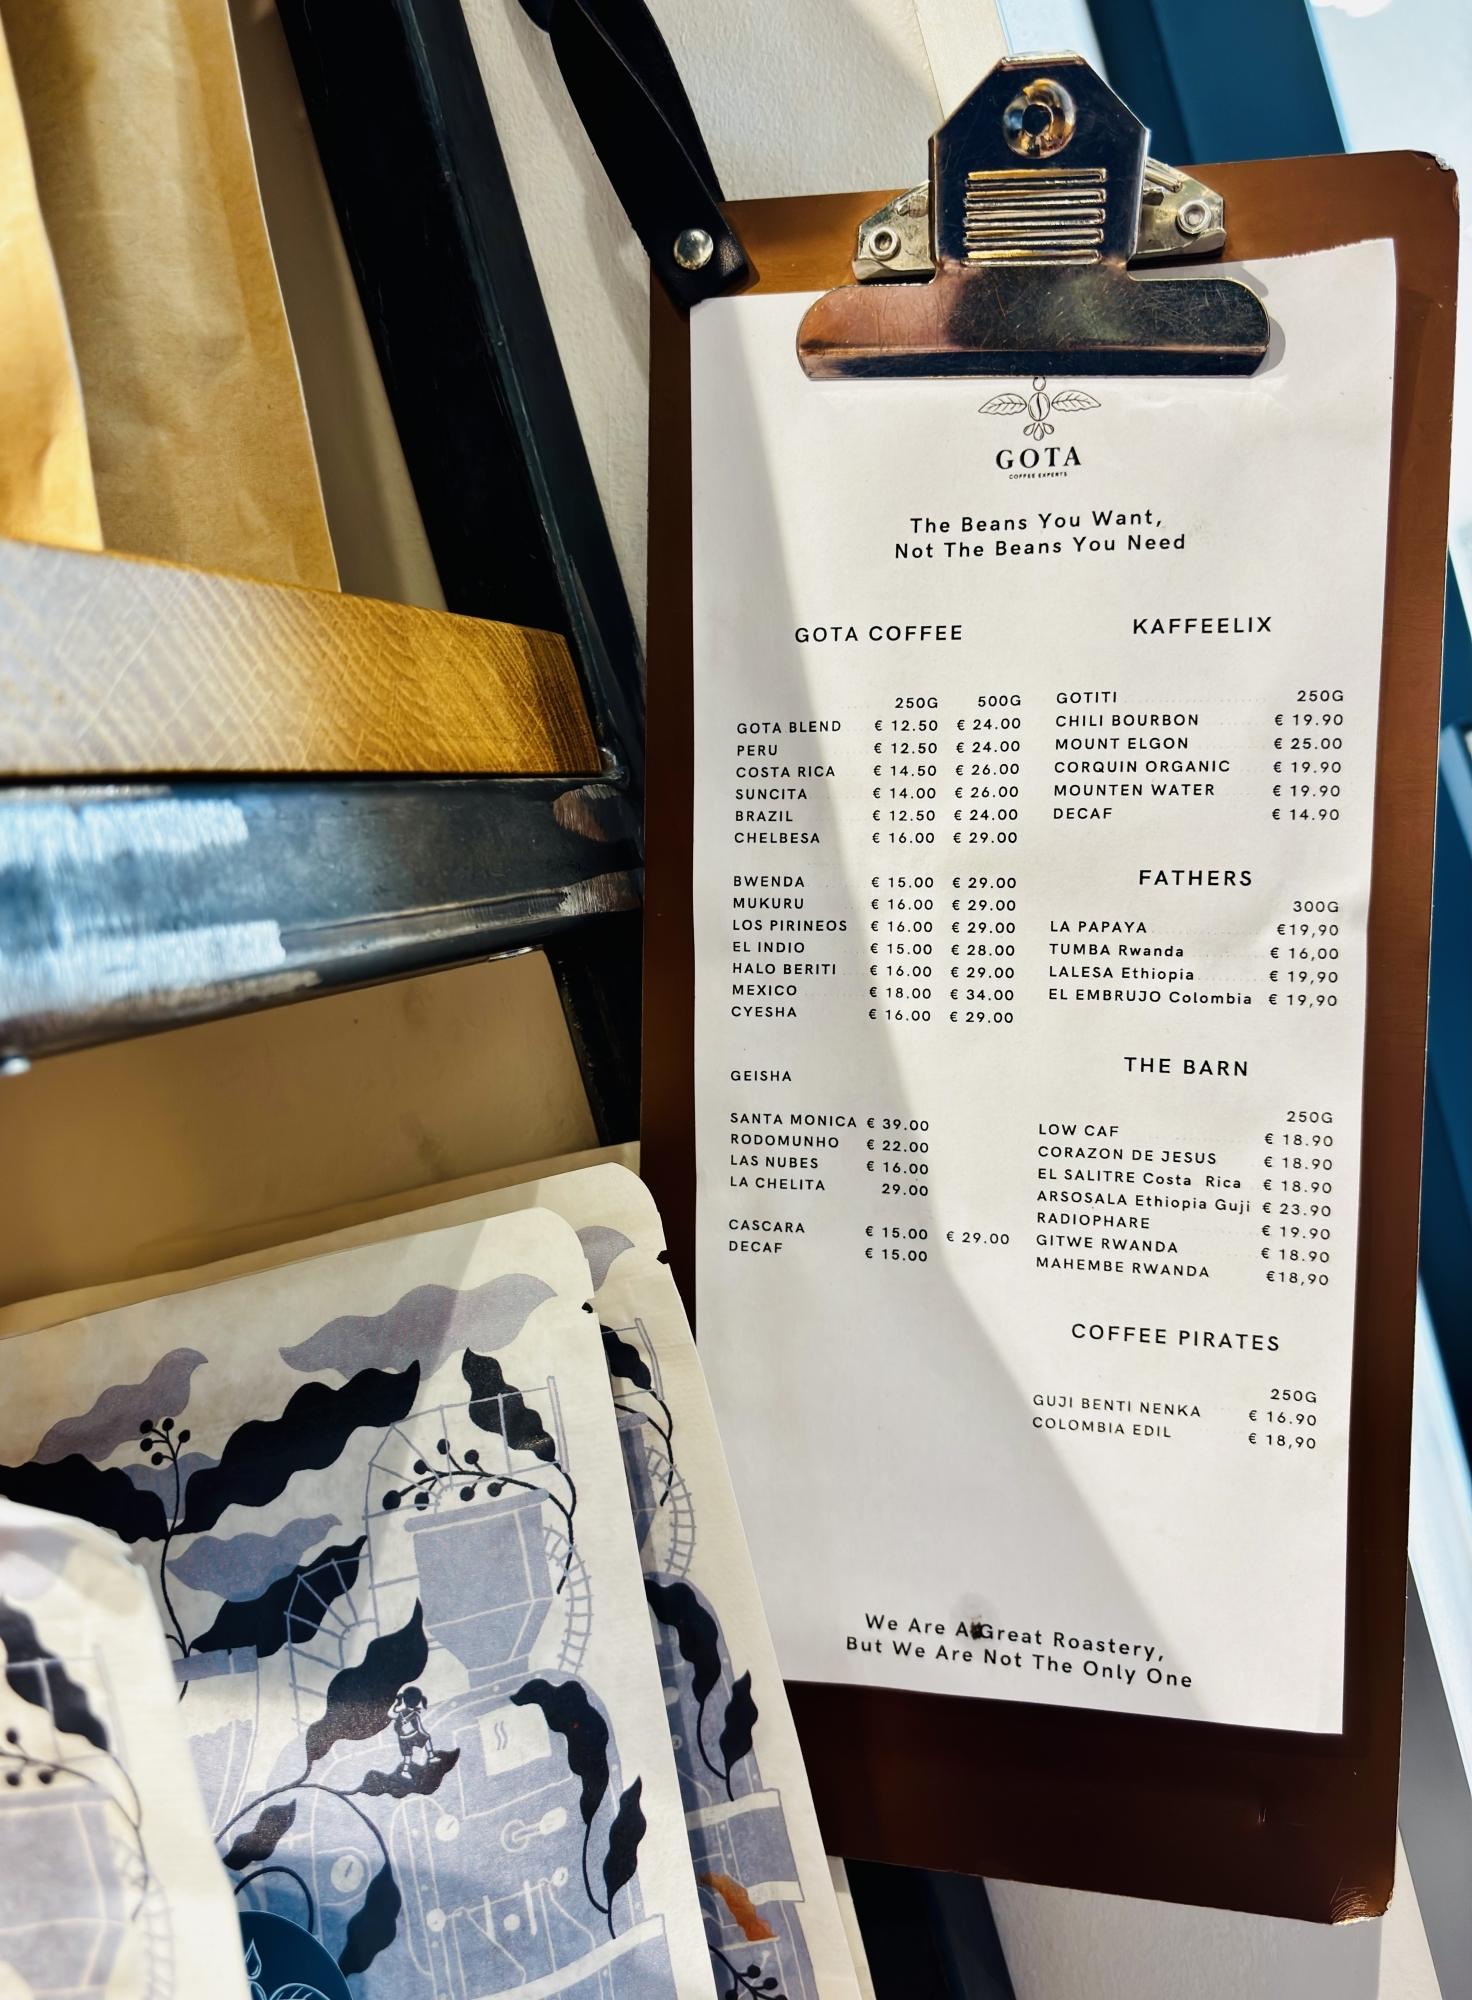 GOTA
COFFEE EXPERTS
The Beans You Want,
Not The Beans You Need
GOTA COFFEE
250G 500G
GOTA BLEND € 12.50 € 24.00
PERU € 12.50 € 24.00
COSTA RICA € 14.50 € 26.00
SUNCITA € 14.00 € 26.00
BRAZIL € 12.50 € 24.00
CHELBESA € 16.00 € 29.00
BWENDA € 15.00 € 29.00
MUKURU € 16.00 € 29.00
LOS PIRINEOS € 16.00 € 29.00
EL INDIO € 15.00 € 28.00
HALO BERITI € 16.00 € 29.00
MEXICO € 18.00 € 34.00
CYESHA € 16.00 € 29.00
GEISHA
SANTA MONICA € 39.00
RODOMUNHO € 22.00
LAS NUBES € 16.00
LA CHELITA 29.00
CASCARA € 15.00 € 29.00
DECAF € 15.00
KAFFEELIX
GOTITI 250G
CHILI BOURBON € 19.90
MOUNT ELGON € 25.00
CORQUIN ORGANIC € 19.90
MOUNTEN WATER € 19.90
DECAF € 14.90
FATHERS
300G
LA PAPAYA €19,90
TUMBA Rwanda € 16,00
LALESA Ethiopia € 19,90
EL EMBRUJO Colombia € 19,90
THE BARN
250G
LOW CAF € 18.90
CORAZON DE JESUS € 18.90
EL SALITRE Costa Rica € 18.90
ARSOSALA Ethiopia Guji € 23.90
RADIOPHARE € 19.90
GITWE RWANDA € 18.90
MAHEMBE RWANDA €18,90
COFFEE PIRATES
250G
GUJI BENTI NENKA € 16.90
COLOMBIA EDIL € 18,90
We Are A Great Roastery,
But We Are Not The Only One